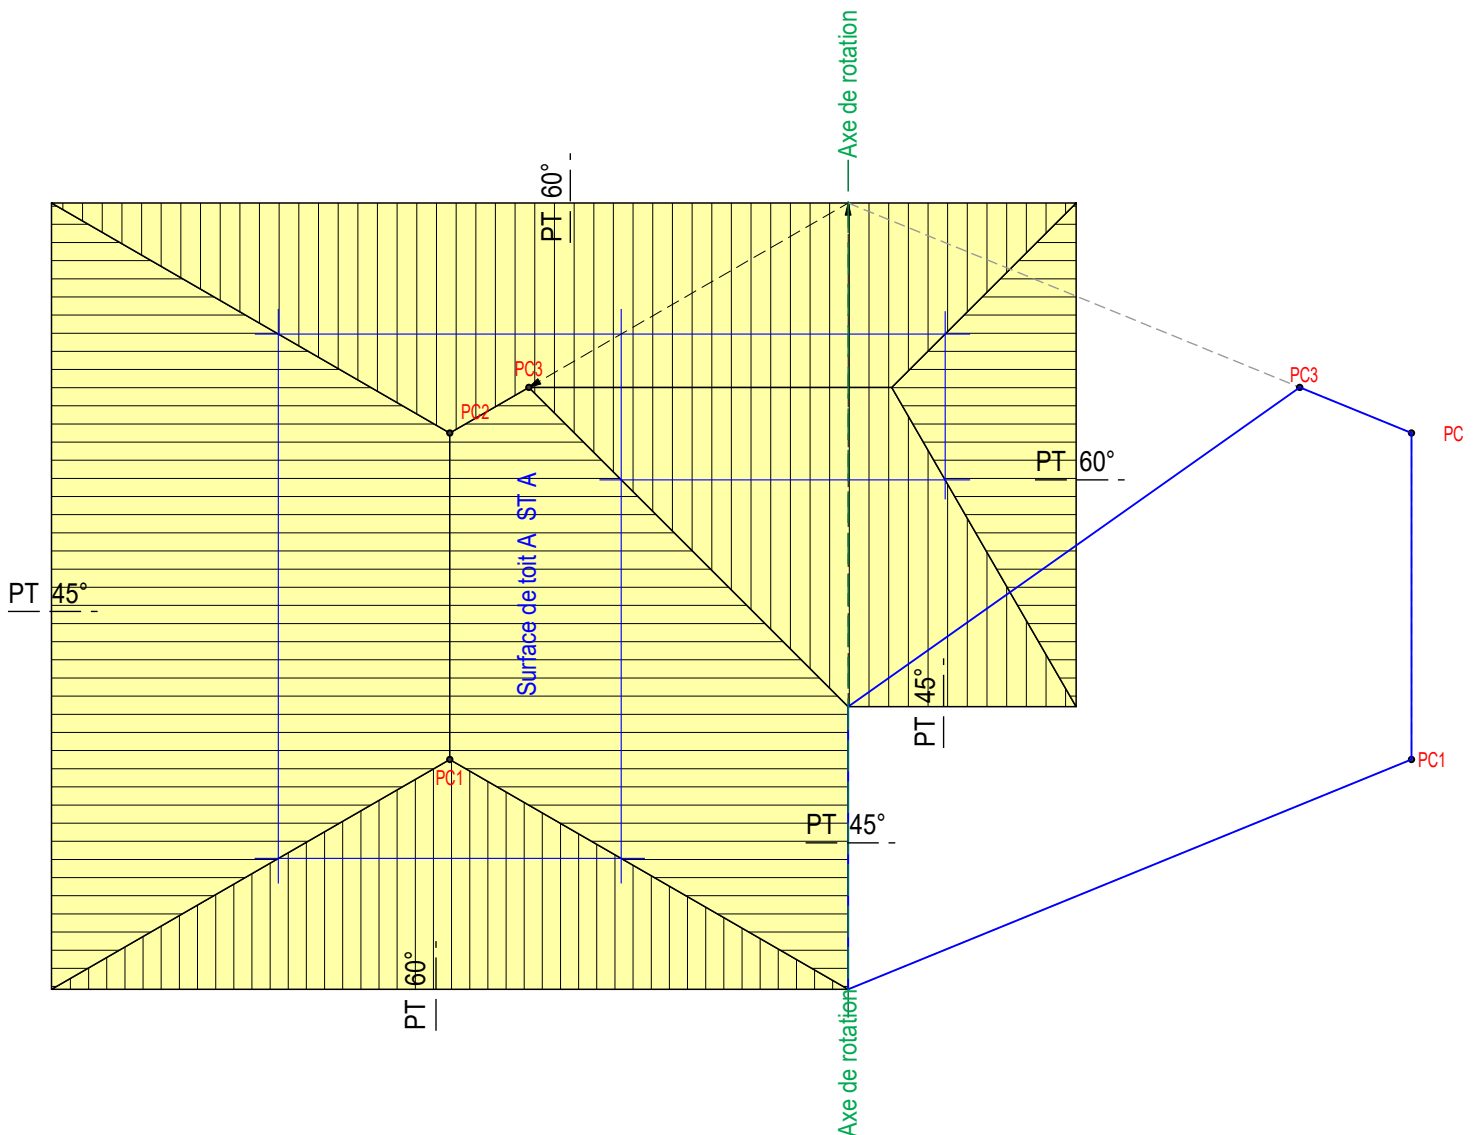 Axe de rotation
PT 60°
PC3
PC3
PC2
PC
PT 60°
Surface de toit A ST A
PT 45°
PT 45°
PC1
PC1
PT 45°
PT 60°
Axe de rotation